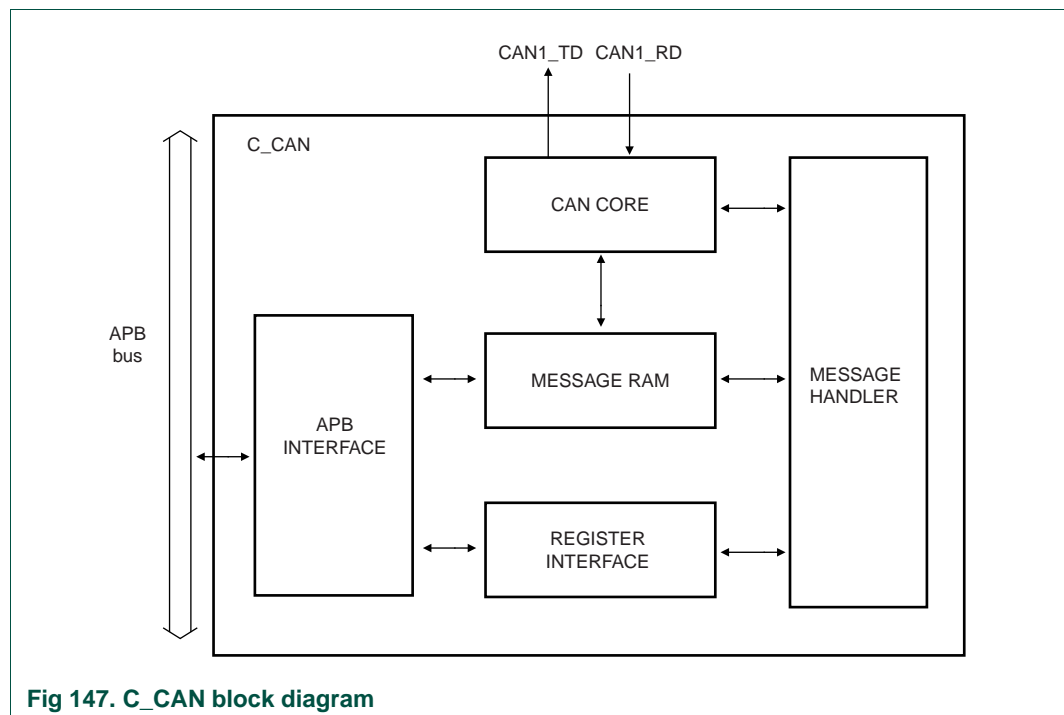 CAN1_TD CAN1_RD
C_CAN
CAN CORE
APB
bus
APB
INTERFACE
MESSAGE RAM
MESSAGE
HANDLER
REGISTER
INTERFACE
Fig 147. C_CAN block diagram